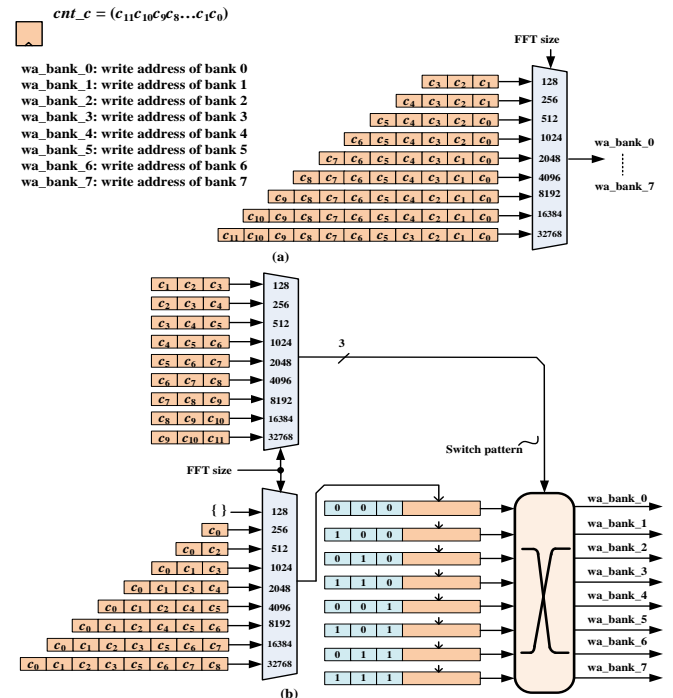 cnt_c = (c₁₁c₁₀c₉c₈…c₁c₀)
wa_bank_0: write address of bank 0
wa_bank_1: write address of bank 1
wa_bank_2: write address of bank 2
wa_bank_3: write address of bank 3
wa_bank_4: write address of bank 4
wa_bank_5: write address of bank 5
wa_bank_6: write address of bank 6
wa_bank_7: write address of bank 7
FFT size
c₃ c₂ c₁ 128
c₄ c₃ c₂ c₁ 256
c₅ c₄ c₃ c₂ c₀ 512
c₆ c₅ c₄ c₃ c₂ c₀ 1024
c₇ c₆ c₅ c₄ c₃ c₁ c₀ 2048
c₈ c₇ c₆ c₅ c₄ c₃ c₁ c₀ 4096
c₉ c₈ c₇ c₆ c₅ c₄ c₂ c₁ c₀ 8192
c₁₀ c₉ c₈ c₇ c₆ c₅ c₄ c₂ c₁ c₀ 16384
c₁₁ c₁₀ c₉ c₈ c₇ c₆ c₅ c₃ c₂ c₁ c₀ 32768
wa_bank_0
wa_bank_7
(a)
c₁ c₂ c₃ 128
c₂ c₃ c₄ 256
c₃ c₄ c₅ 512
c₄ c₅ c₆ 1024
c₅ c₆ c₇ 2048
c₆ c₇ c₈ 4096
c₇ c₈ c₉ 8192
c₈ c₉ c₁₀ 16384
c₉ c₁₀ c₁₁ 32768
3
Switch pattern
FFT size
{ } 128
c₀ 256
c₀ c₂ 512
c₀ c₁ c₃ 1024
c₀ c₁ c₃ c₄ 2048
c₀ c₁ c₂ c₄ c₅ 4096
c₀ c₁ c₂ c₄ c₅ c₆ 8192
c₀ c₁ c₂ c₃ c₅ c₆ c₇ 16384
c₀ c₁ c₂ c₃ c₅ c₆ c₇ c₈ 32768
0 0 0 wa_bank_0
1 0 0 wa_bank_1
0 1 0 wa_bank_2
1 1 0 wa_bank_3
0 0 1 wa_bank_4
1 0 1 wa_bank_5
0 1 1 wa_bank_6
1 1 1 wa_bank_7
(b)